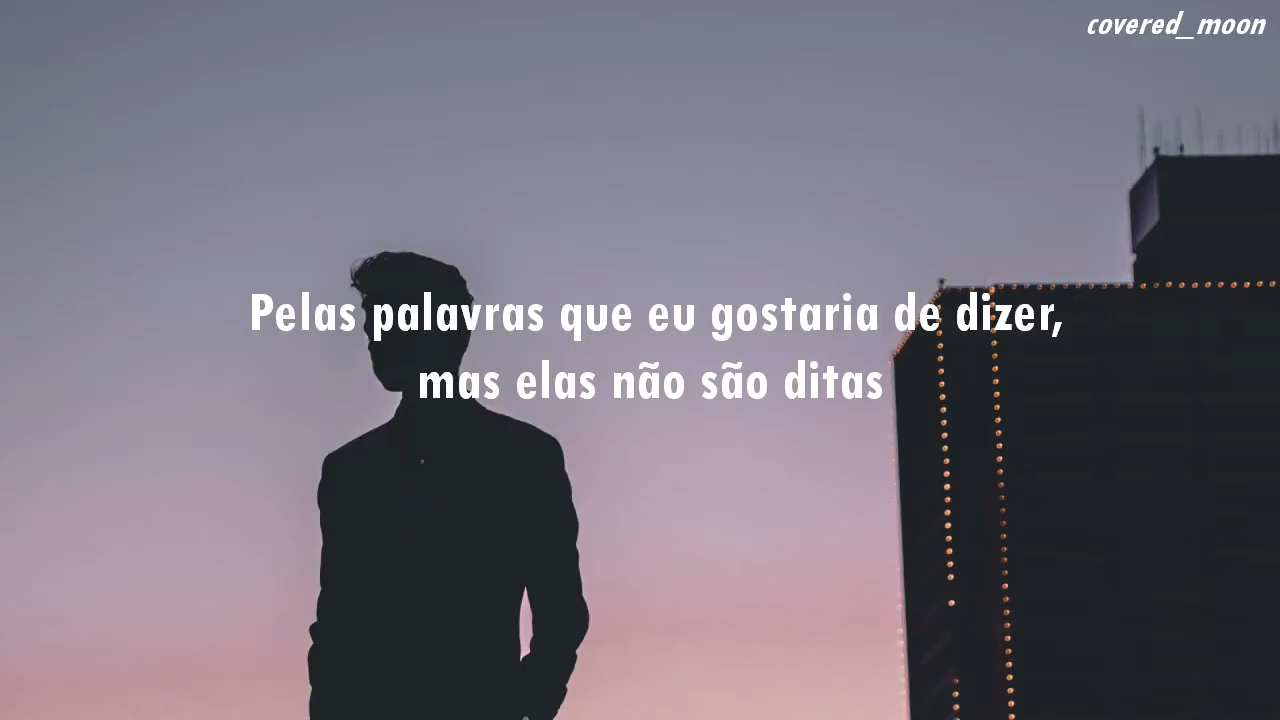 covered_moon
Pelas palavras que eu gostaria de dizer,
mas elas não são ditas